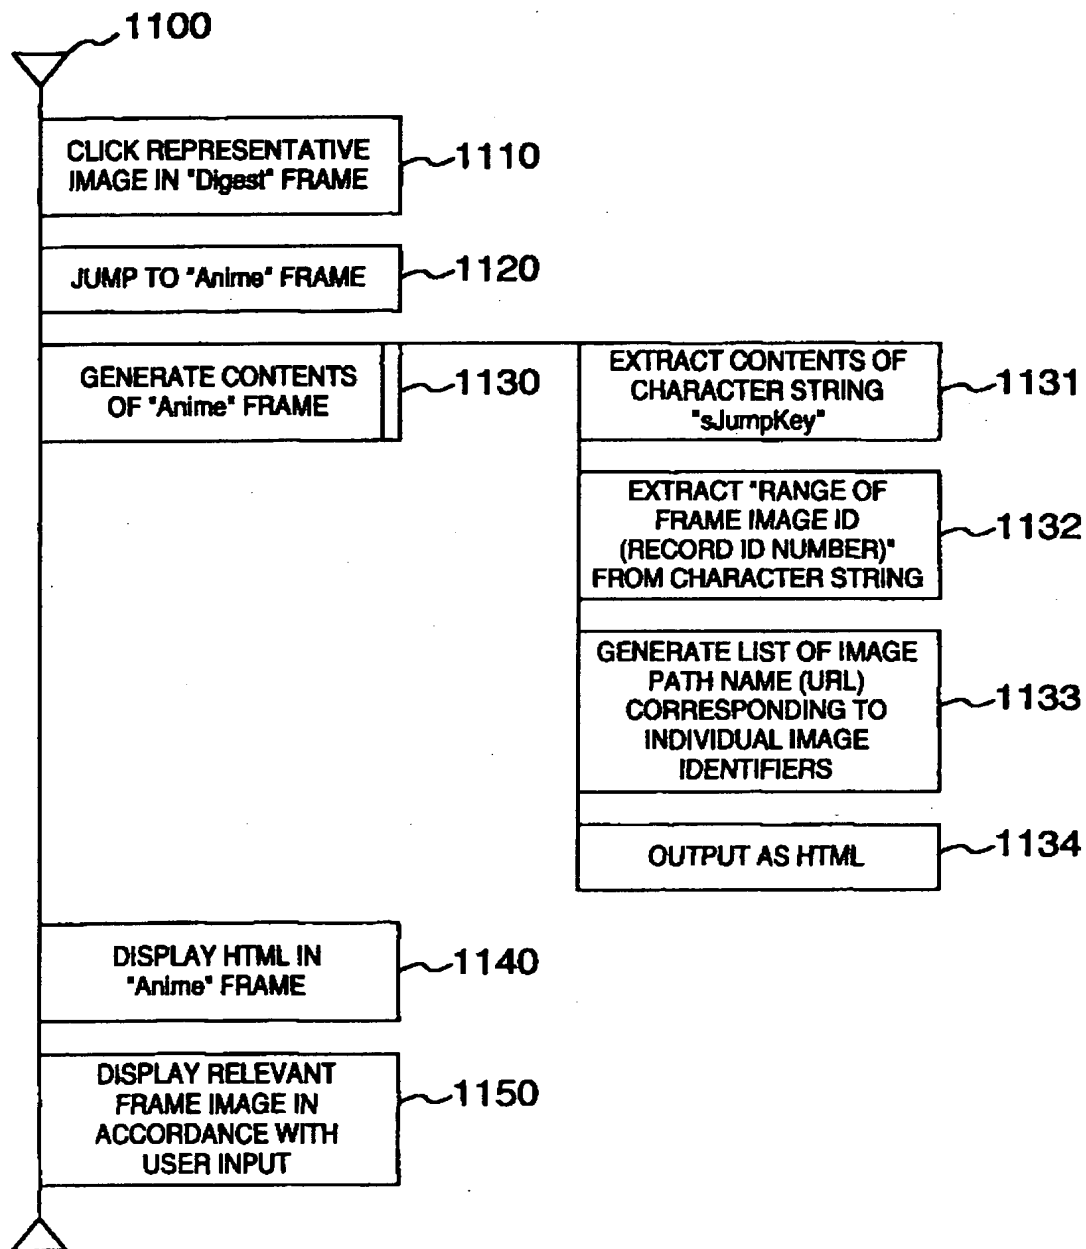 1100
CLICK REPRESENTATIVE
IMAGE IN "Digest" FRAME
1110
JUMP TO "Anime" FRAME
1120
GENERATE CONTENTS
OF "Anime" FRAME
1130
EXTRACT CONTENTS OF
CHARACTER STRING
"sJumpKey"
1131
EXTRACT "RANGE OF
FRAME IMAGE ID
(RECORD ID NUMBER)"
FROM CHARACTER STRING
1132
GENERATE LIST OF IMAGE
PATH NAME (URL)
CORRESPONDING TO
INDIVIDUAL IMAGE
IDENTIFIERS
1133
OUTPUT AS HTML
1134
DISPLAY HTML IN
"Anime" FRAME
1140
DISPLAY RELEVANT
FRAME IMAGE IN
ACCORDANCE WITH
USER INPUT
1150